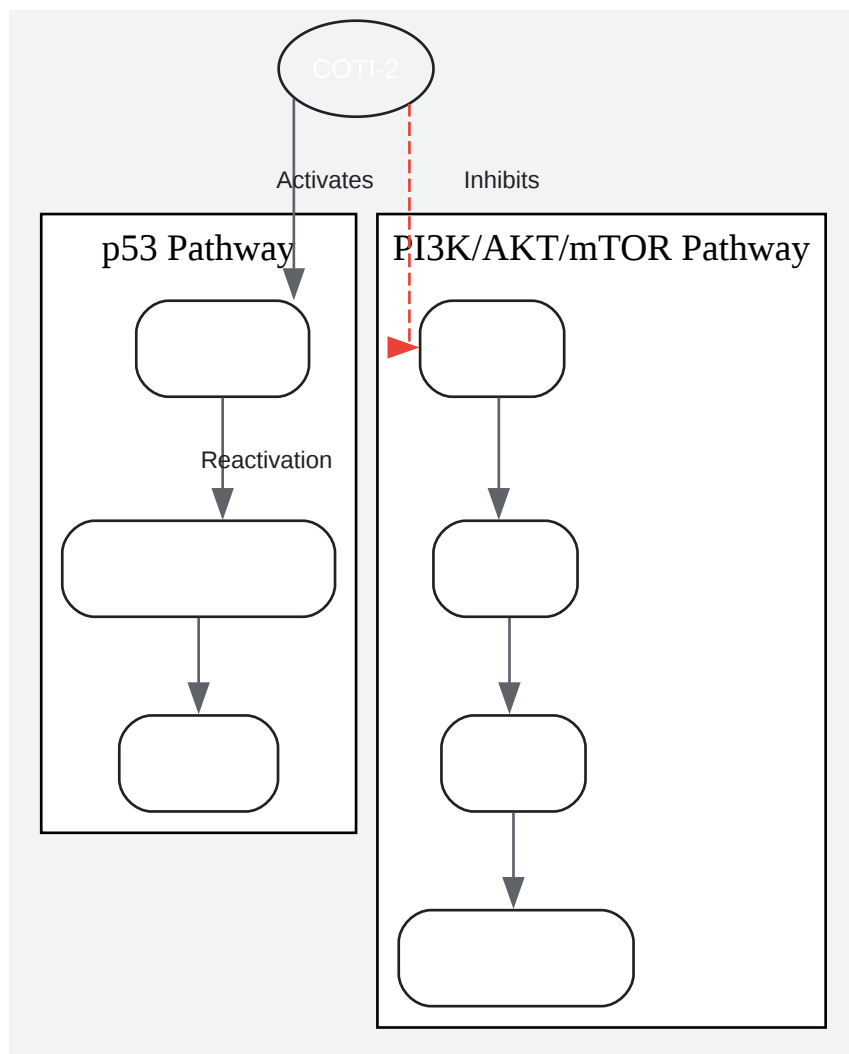 COTI-2
Activates
Inhibits
p53 Pathway
PI3K/AKT/mTOR Pathway
Reactivation